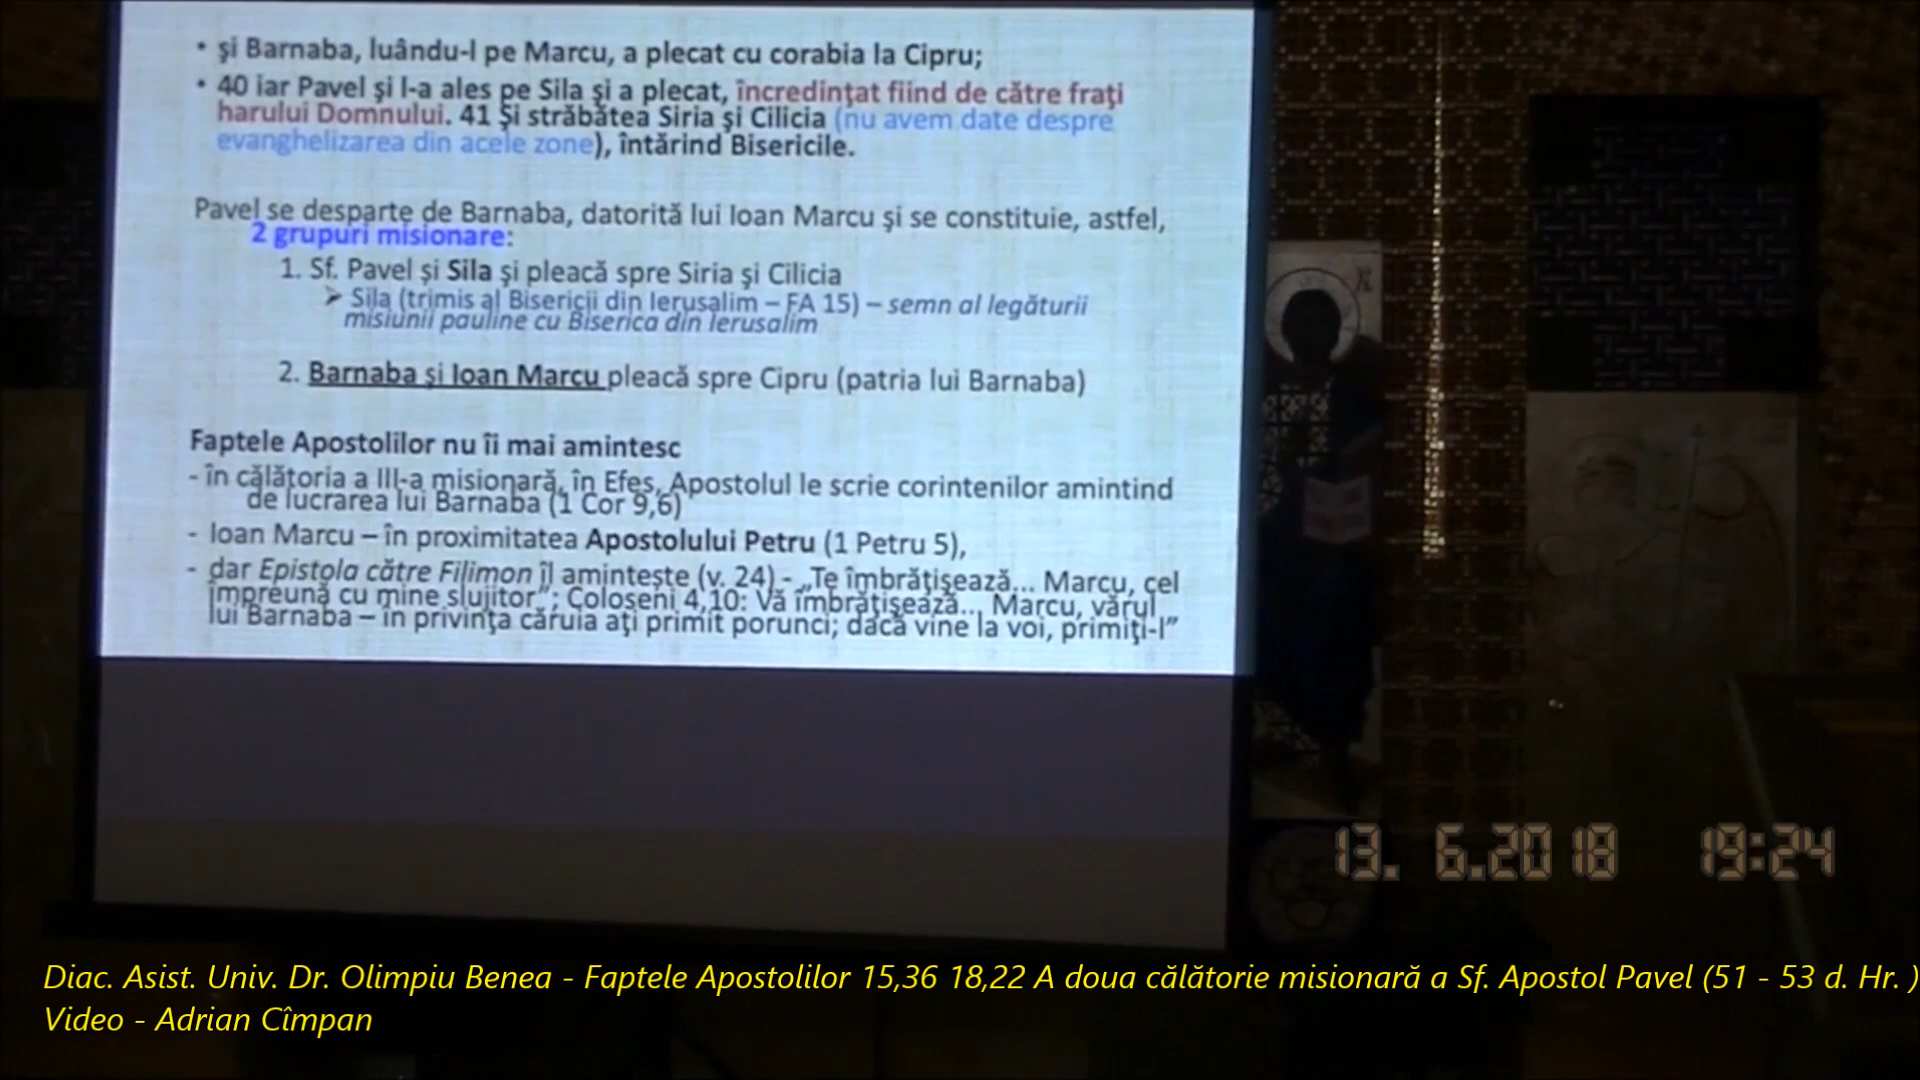 • şi Barnaba, luându-l pe Marcu, a plecat cu corabia la Cipru;
• 40 iar Pavel şi l-a ales pe Sila şi a plecat, încredinţat fiind de către fraţi
harului Domnului. 41 Şi străbătea Siria şi Cilicia (nu avem date despre
evanghelizarea din acele zone), întărind Bisericile.
Pavel se desparte de Barnaba, datorită lui Ioan Marcu şi se constituie, astfel,
2 grupuri misionare:
1. Sf. Pavel şi Sila şi pleacă spre Siria şi Cilicia
➢ Sila (trimis al Bisericii din Ierusalim – FA 15) – semn al legăturii
misiunii pauline cu Biserica din Ierusalim
2. Barnaba şi Ioan Marcu pleacă spre Cipru (patria lui Barnaba)
Faptele Apostolilor nu îi mai amintesc
- în călătoria a III-a misionară, în Efes, Apostolul le scrie corintenilor amintind
de lucrarea lui Barnaba (1 Cor 9,6)
- Ioan Marcu – în proximitatea Apostolului Petru (1 Petru 5),
- dar Epistola către Filimon îl aminteşte (v. 24) - „Te îmbrăţişează... Marcu, cel
împreună cu mine slujitor”; Coloseni 4,10: Vă îmbrăţişează... Marcu, vărul
lui Barnaba – în privinţa căruia aţi primit porunci; dacă vine la voi, primiţi-l”
13. 6.2018 19:24
Diac. Asist. Univ. Dr. Olimpiu Benea - Faptele Apostolilor 15,36 18,22 A doua călătorie misionară a Sf. Apostol Pavel (51 - 53 d. Hr. )
Video - Adrian Cîmpan